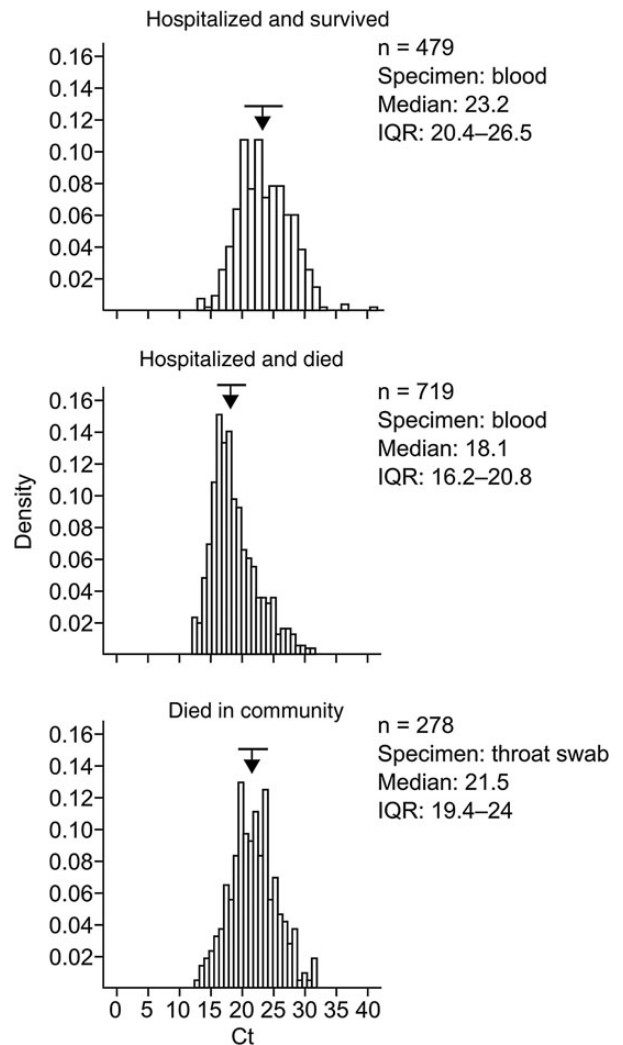 Hospitalized and survived
n = 479
Specimen: blood
Median: 23.2
IQR: 20.4–26.5
0.16
0.14
0.12
0.10
0.08
0.06
0.04
0.02
Hospitalized and died
n = 719
Specimen: blood
Median: 18.1
IQR: 16.2–20.8
0.16
0.14
0.12
0.10
0.08
0.06
0.04
0.02
Density
Died in community
n = 278
Specimen: throat swab
Median: 21.5
IQR: 19.4–24
0.16
0.14
0.12
0.10
0.08
0.06
0.04
0.02
0 5 10 15 20 25 30 35 40
Ct